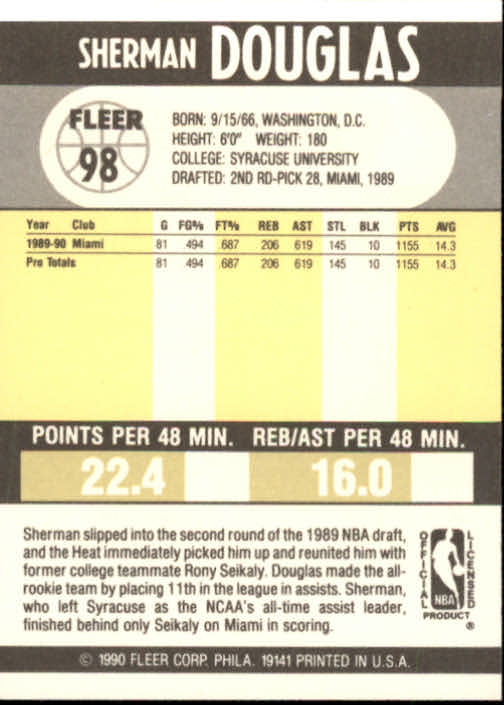 SHERMAN DOUGLAS
FLEER
98
BORN: 9/15/66, WASHINGTON, D.C.
HEIGHT: 6'0" WEIGHT: 180
COLLEGE: SYRACUSE UNIVERSITY
DRAFTED: 2ND RD-PICK 28, MIAMI, 1989
Year Club G FG% FT% REB AST STL BLK PTS AVG
1989-90 Miami 81 .494 .687 206 619 145 10 1155 14.3
Pro Totals 81 .494 .687 206 619 145 10 1155 14.3
POINTS PER 48 MIN. REB/AST PER 48 MIN.
22.4 16.0
Sherman slipped into the second round of the 1989 NBA draft,
and the Heat immediately picked him up and reunited him with
former college teammate Rony Seikaly. Douglas made the all-
rookie team by placing 11th in the league in assists. Sherman,
who left Syracuse as the NCAA's all-time assist leader,
finished behind only Seikaly on Miami in scoring.
OFFICIAL
LICENSED
NBA
PRODUCT
®
© 1990 FLEER CORP. PHILA. 19141 PRINTED IN U.S.A.